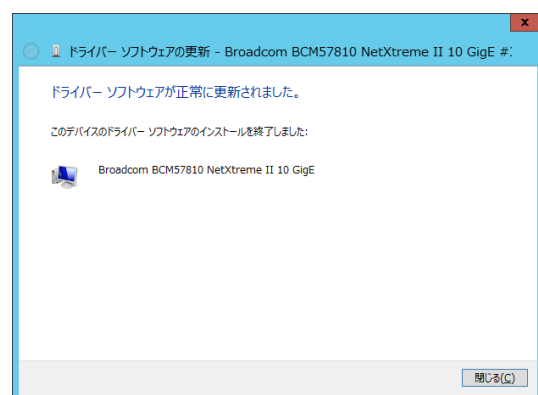 x
ドライバー ソフトウェアの更新 - Broadcom BCM57810 NetXtreme II 10 GigE #:
ドライバー ソフトウェアが正常に更新されました。
このデバイスのドライバー ソフトウェアのインストールを終了しました:
Broadcom BCM57810 NetXtreme II 10 GigE
閉じる(C)